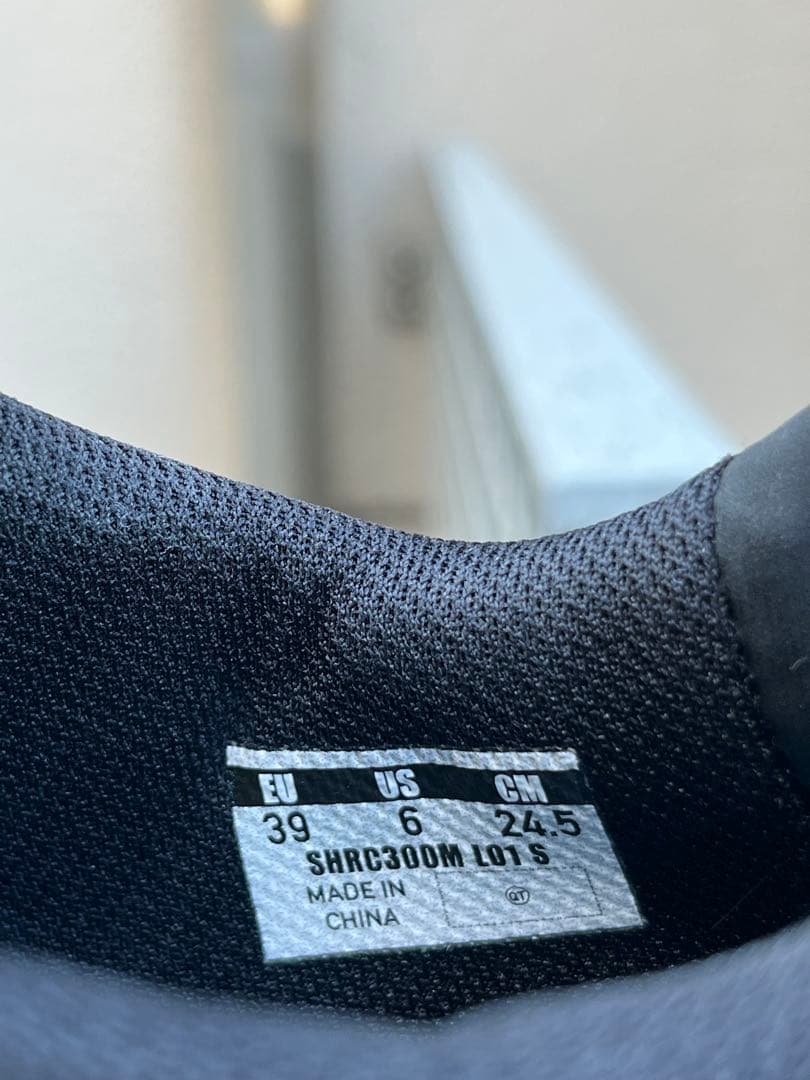 EU US CM
39 6 24.5
SHRC300M L01 S
MADE IN
CHINA
QT